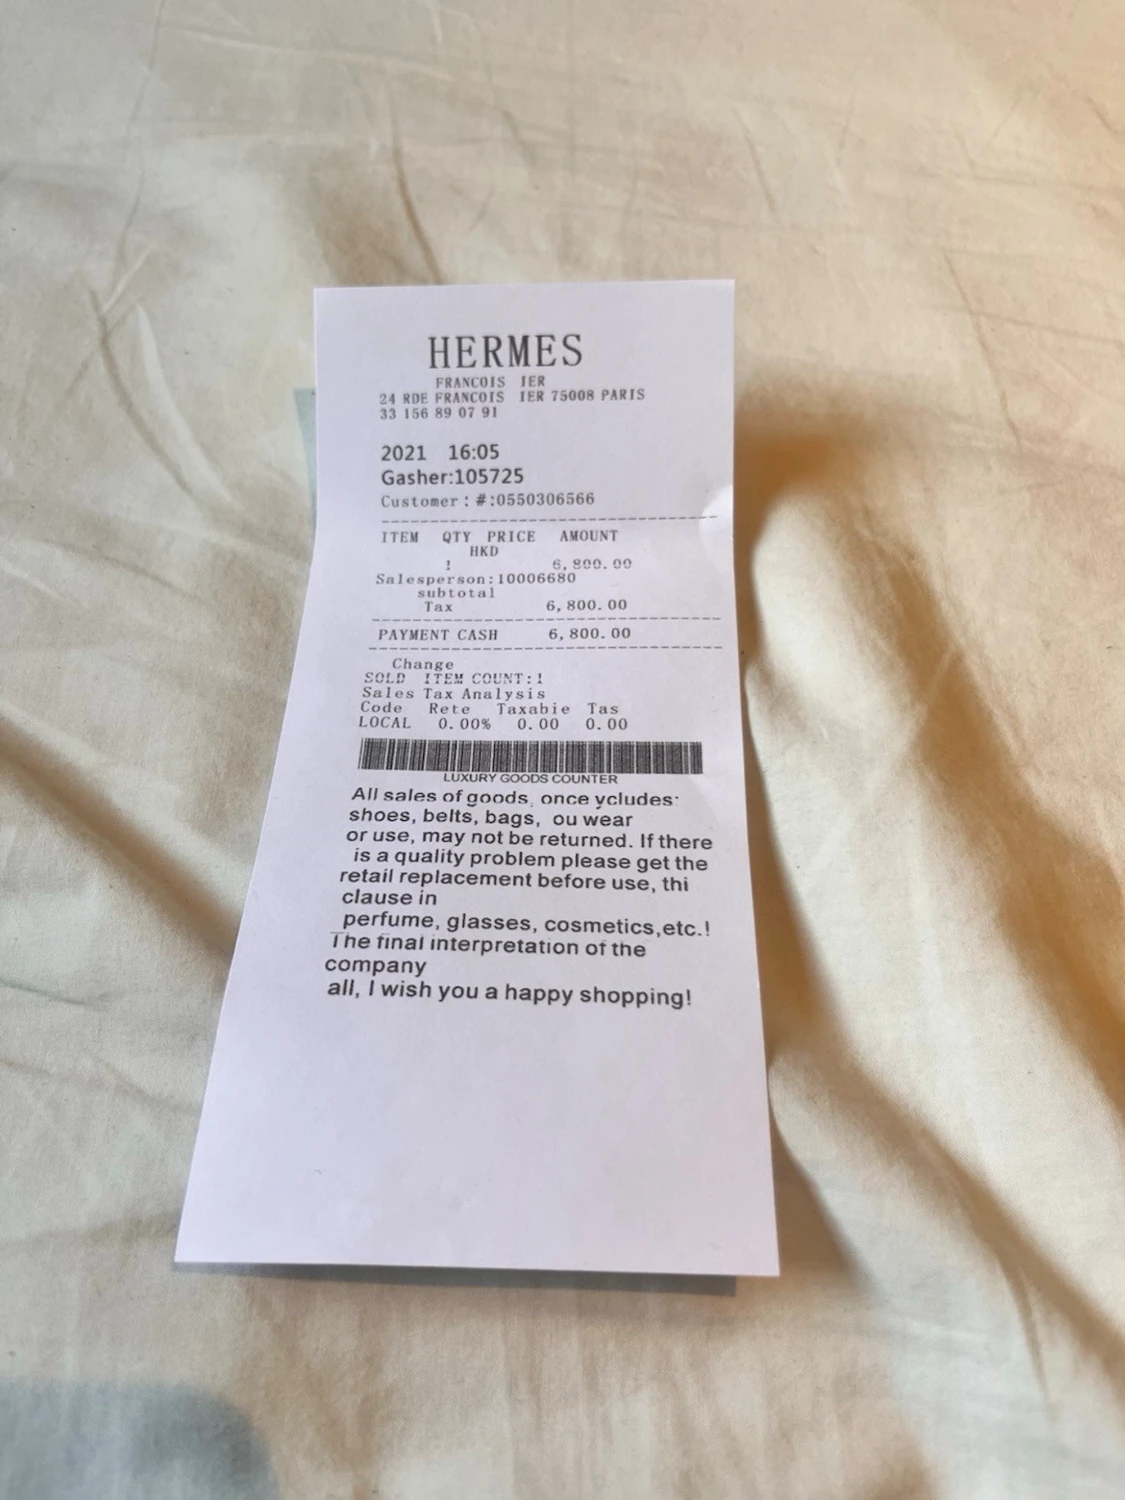 HERMES
FRANCOIS IER
24 RDE FRANCOIS IER 75008 PARIS
33 156 89 07 91
2021 16:05
Gasher:105725
Customer:#:0550306566
ITEM QTY PRICE AMOUNT
HKD
! 6,800.00
Salesperson:10006680
subtotal
Tax 6,800.00
PAYMENT CASH 6,800.00
Change
SOLD ITEM COUNT:1
Sales Tax Analysis
Code Rete Taxabie Tas
LOCAL 0.00% 0.00 0.00
LUXURY GOODS COUNTER
All sales of goods, once ycludes:
shoes, belts, bags, ou wear
or use, may not be returned. If there
is a quality problem please get the
retail replacement before use, thi
clause in
perfume, glasses, cosmetics,etc.!
The final interpretation of the
company
all, I wish you a happy shopping!